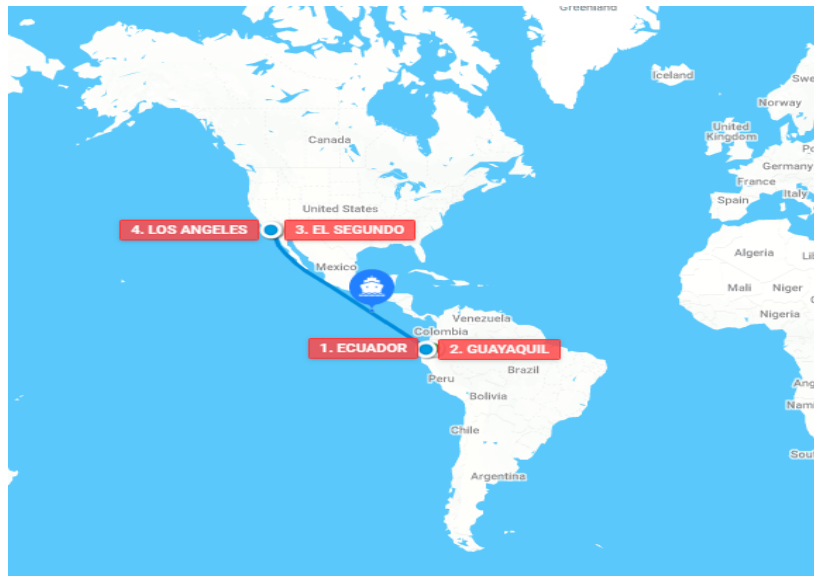 Greenland
Iceland
Swe
Norway
United
Kingdom
Canada
Po
Germany
France
Italy
Spain
United States
4. LOS ANGELES
3. EL SEGUNDO
Algeria
Li
Mexico
Mali
Niger
Nigeria
Venezuela
Colombia
1. ECUADOR
2. GUAYAQUIL
Brazil
Peru
Ang
Bolivia
Nam
Chile
Sou
Argentina